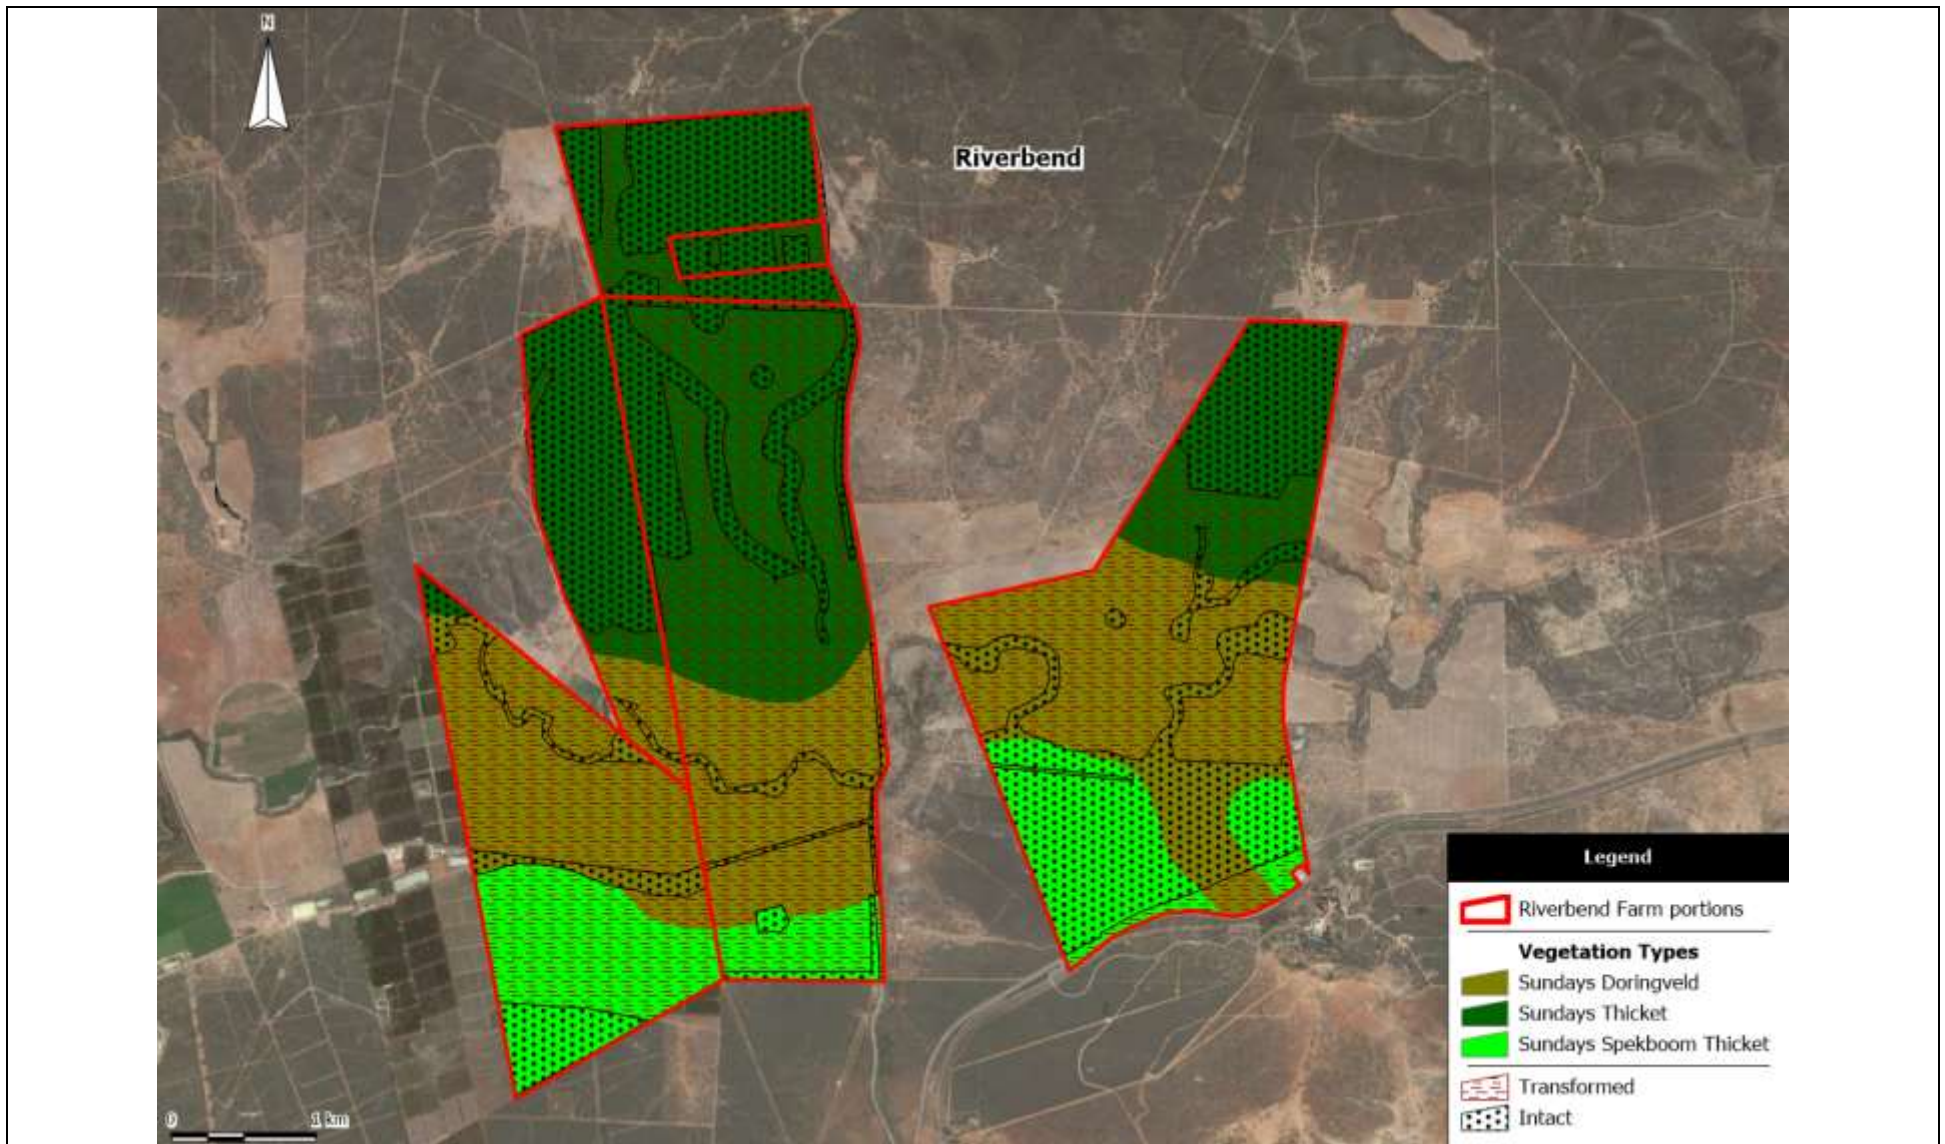 N
Riverbend
Legend
Riverbend Farm portions
Vegetation Types
Sundays Doringveld
Sundays Thicket
Sundays Spekboom Thicket
Transformed
Intact
0 1 km